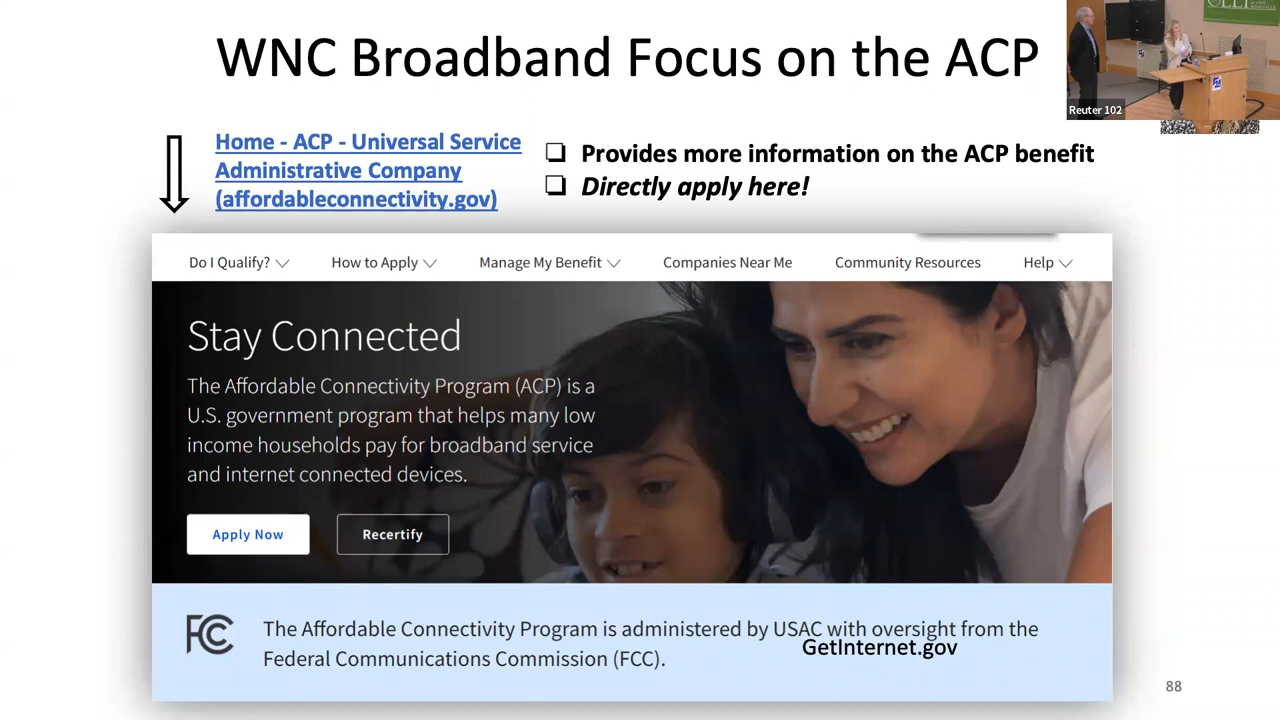 WNC Broadband Focus on the ACP
OLLI
Reuter 102
Home - ACP - Universal Service
Administrative Company
(affordableconnectivity.gov)
Provides more information on the ACP benefit
Directly apply here!
Do I Qualify?
How to Apply
Manage My Benefit
Companies Near Me
Community Resources
Help
Stay Connected
The Affordable Connectivity Program (ACP) is a
U.S. government program that helps many low
income households pay for broadband service
and internet connected devices.
Apply Now
Recertify
FCC
The Affordable Connectivity Program is administered by USAC with oversight from the
Federal Communications Commission (FCC).
GetInternet.gov
88